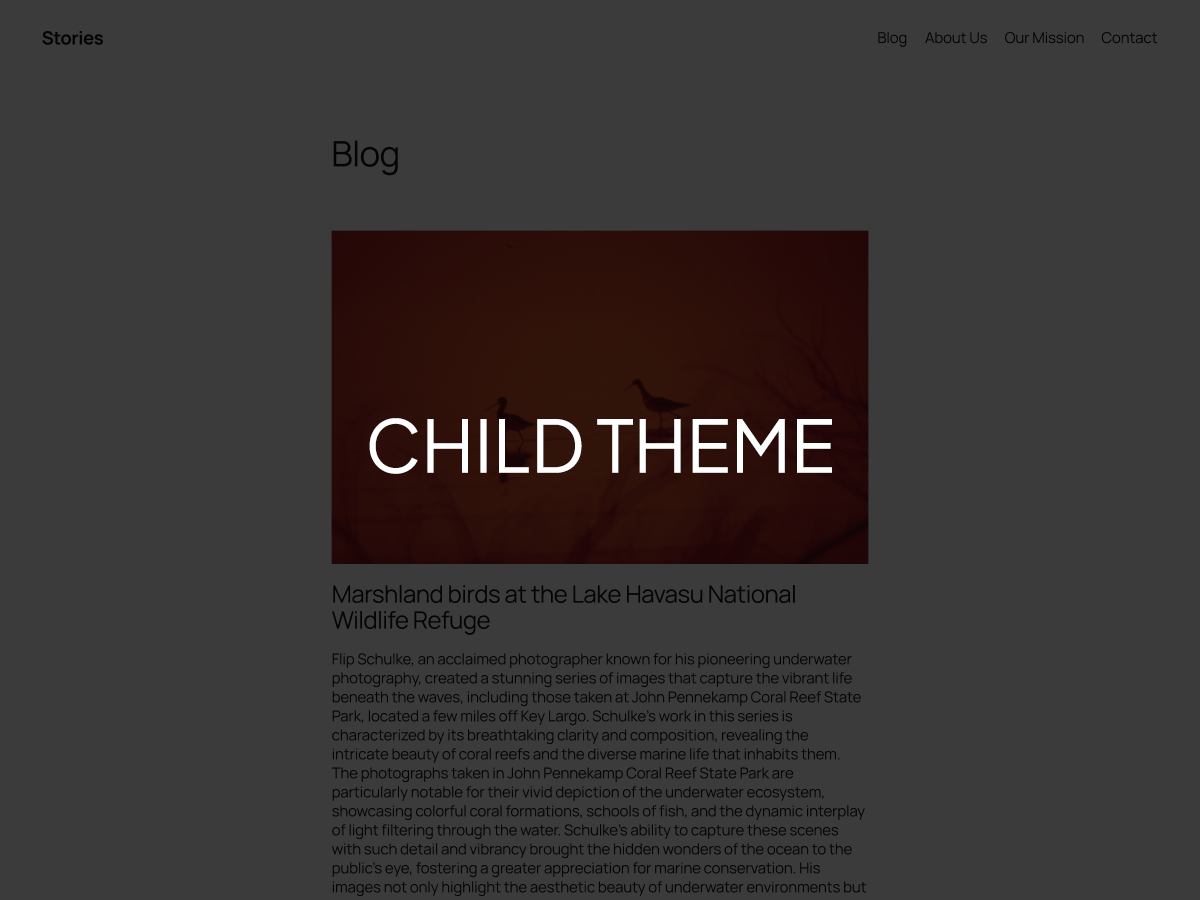 Stories
Blog About Us Our Mission Contact
Blog
CHILD THEME
Marshland birds at the Lake Havasu National
Wildlife Refuge
Flip Schulke, an acclaimed photographer known for his pioneering underwater
photography, created a stunning series of images that capture the vibrant life
beneath the waves, including those taken at John Pennekamp Coral Reef State
Park, located a few miles off Key Largo. Schulke’s work in this series is
characterized by its breathtaking clarity and composition, revealing the
intricate beauty of coral reefs and the diverse marine life that inhabits them.
The photographs taken in John Pennekamp Coral Reef State Park are
particularly notable for their vivid depiction of the underwater ecosystem,
showcasing colorful coral formations, schools of fish, and the dynamic interplay
of light filtering through the water. Schulke’s ability to capture these scenes
with such detail and vibrancy brought the hidden wonders of the ocean to the
public’s eye, fostering a greater appreciation for marine conservation. His
images not only highlight the aesthetic beauty of underwater environments but